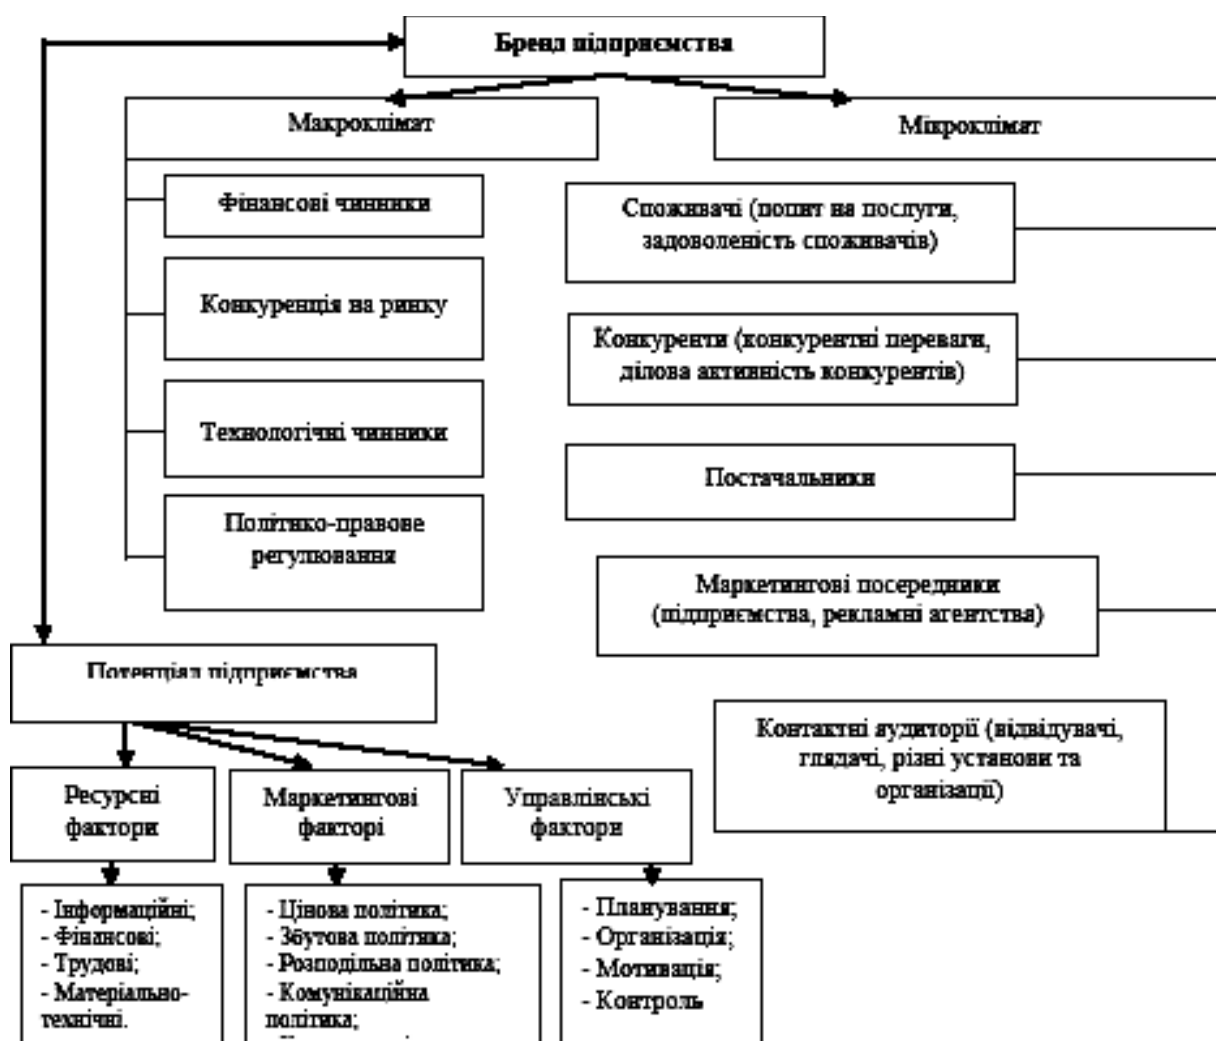 Бренд підприємства
Макроклімат
Мікроклімат
Фінансові чинники
Конкуренція на ринку
Технологічні чинники
Політико-правове
регулювання
Споживачі (попит на послуги,
задоволеність споживачів)
Конкуренти (конкурентні переваги,
ділова активність конкурентів)
Постачальники
Маркетингові посередники
(підприємства, рекламні агентства)
Контактні аудиторії (відвідувачі,
глядачі, різні установи та
організації)
Потенціал підприємства
Ресурсні
фактори
Маркетингові
факторі
Управлінські
фактори
- Інформаційні;
- Фінансові;
- Трудові;
- Матеріально-
технічні.
- Цінова політика;
- Збутова політика;
- Розподільна політика;
- Комунікаційна
політика;
- Планування;
- Організація;
- Мотивація;
- Контроль